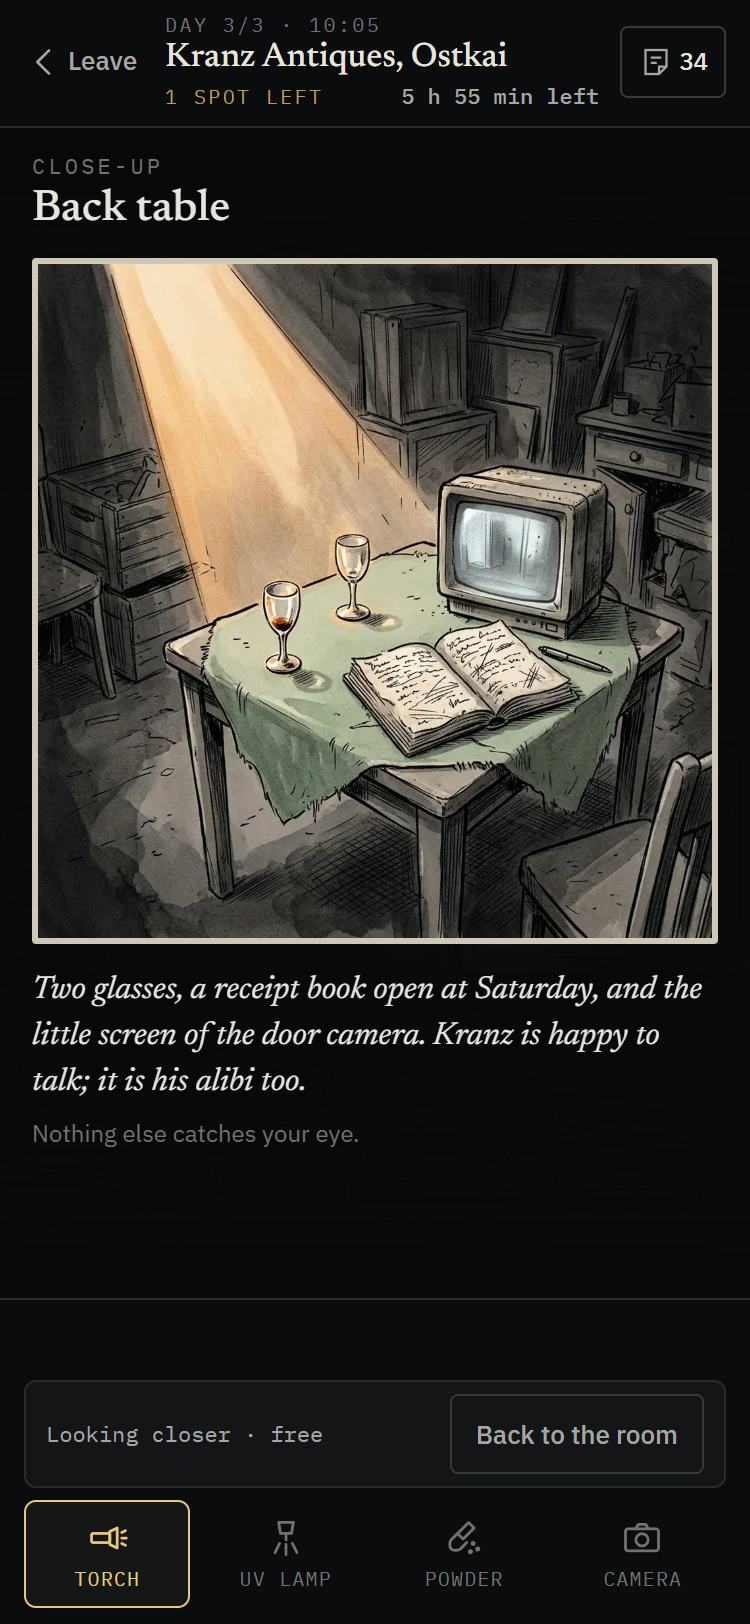 DAY 3/3 · 10:05
Leave
Kranz Antiques, Ostkai
34
1 SPOT LEFT
5 h 55 min left
CLOSE-UP
Back table
Two glasses, a receipt book open at Saturday, and the
little screen of the door camera. Kranz is happy to
talk; it is his alibi too.
Nothing else catches your eye.
Looking closer · free
Back to the room
TORCH
UV LAMP
POWDER
CAMERA